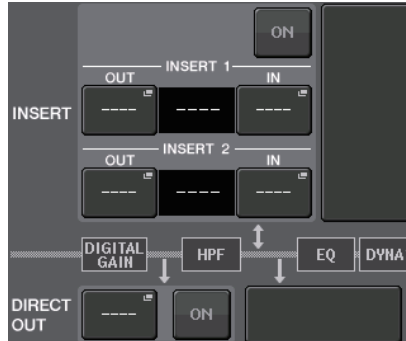 ON
INSERT 1
OUT IN
INSERT ---- ---- ----
INSERT 2
OUT IN
---- ---- ----
DIGITAL GAIN HPF EQ DYNA
DIRECT OUT ---- ON